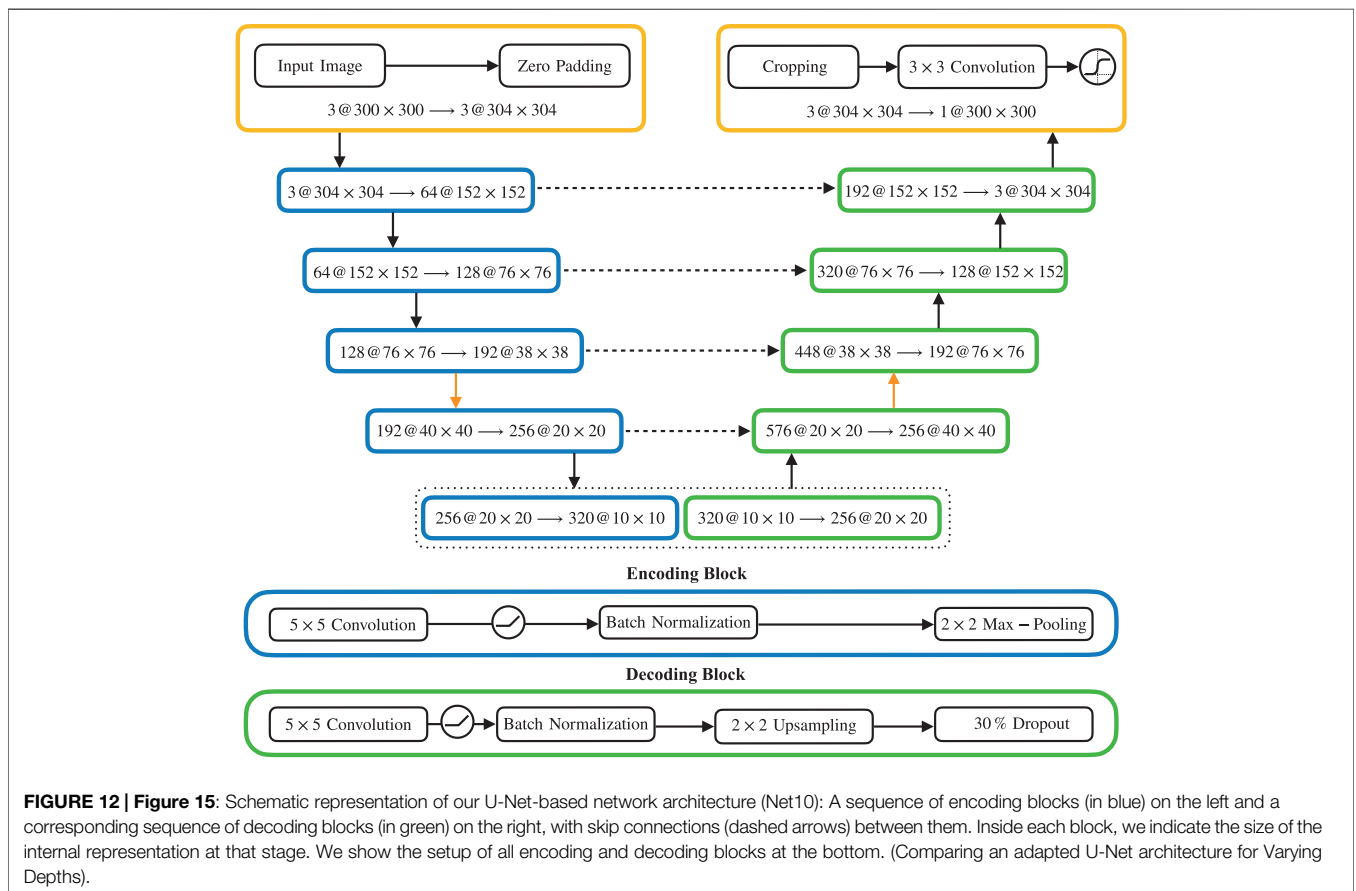 Input Image
Zero Padding
3@300 × 300 ⟶ 3@304 × 304
Cropping
3 × 3 Convolution
3@304 × 304 ⟶ 1@300 × 300
3@304 × 304 ⟶ 64@152 × 152
192@152 × 152 ⟶ 3@304 × 304
64@152 × 152 ⟶ 128@76 × 76
320@76 × 76 ⟶ 128@152 × 152
128@76 × 76 ⟶ 192@38 × 38
448@38 × 38 ⟶ 192@76 × 76
192@40 × 40 ⟶ 256@20 × 20
576@20 × 20 ⟶ 256@40 × 40
256@20 × 20 ⟶ 320@10 × 10
320@10 × 10 ⟶ 256@20 × 20
Encoding Block
5 × 5 Convolution
Batch Normalization
2 × 2 Max − Pooling
Decoding Block
5 × 5 Convolution
Batch Normalization
2 × 2 Upsampling
30 % Dropout
FIGURE 12 | Figure 15: Schematic representation of our U-Net-based network architecture (Net10): A sequence of encoding blocks (in blue) on the left and a
corresponding sequence of decoding blocks (in green) on the right, with skip connections (dashed arrows) between them. Inside each block, we indicate the size of the
internal representation at that stage. We show the setup of all encoding and decoding blocks at the bottom. (Comparing an adapted U-Net architecture for Varying
Depths).